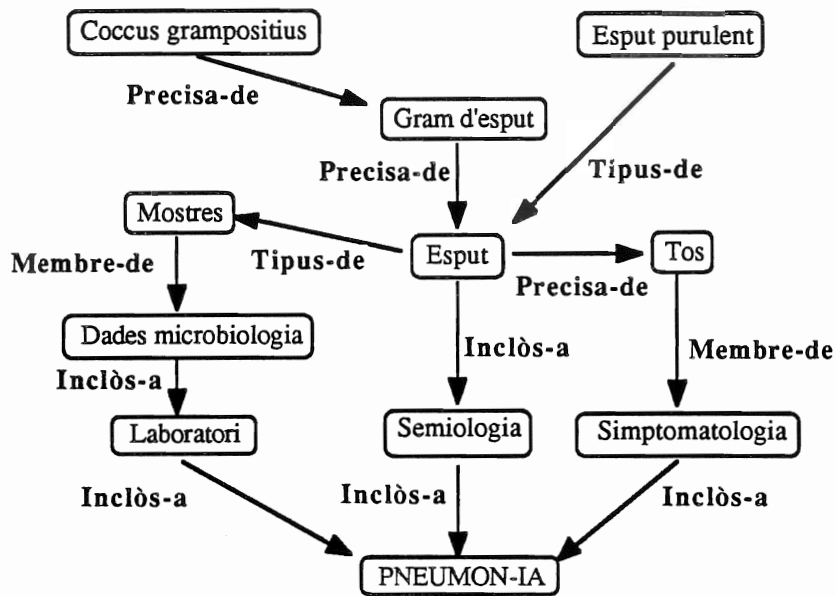 Coccus grampositius
Esput purulent
Precisa-de
Gram d'esput
Precisa-de
Tipus-de
Mostres
Esput
Tos
Membre-de
Tipus-de
Precisa-de
Dades microbiologia
Inclòs-a
Membre-de
Inclòs-a
Laboratori
Semiologia
Simptomatologia
Inclòs-a
Inclòs-a
Inclòs-a
PNEUMON-IA